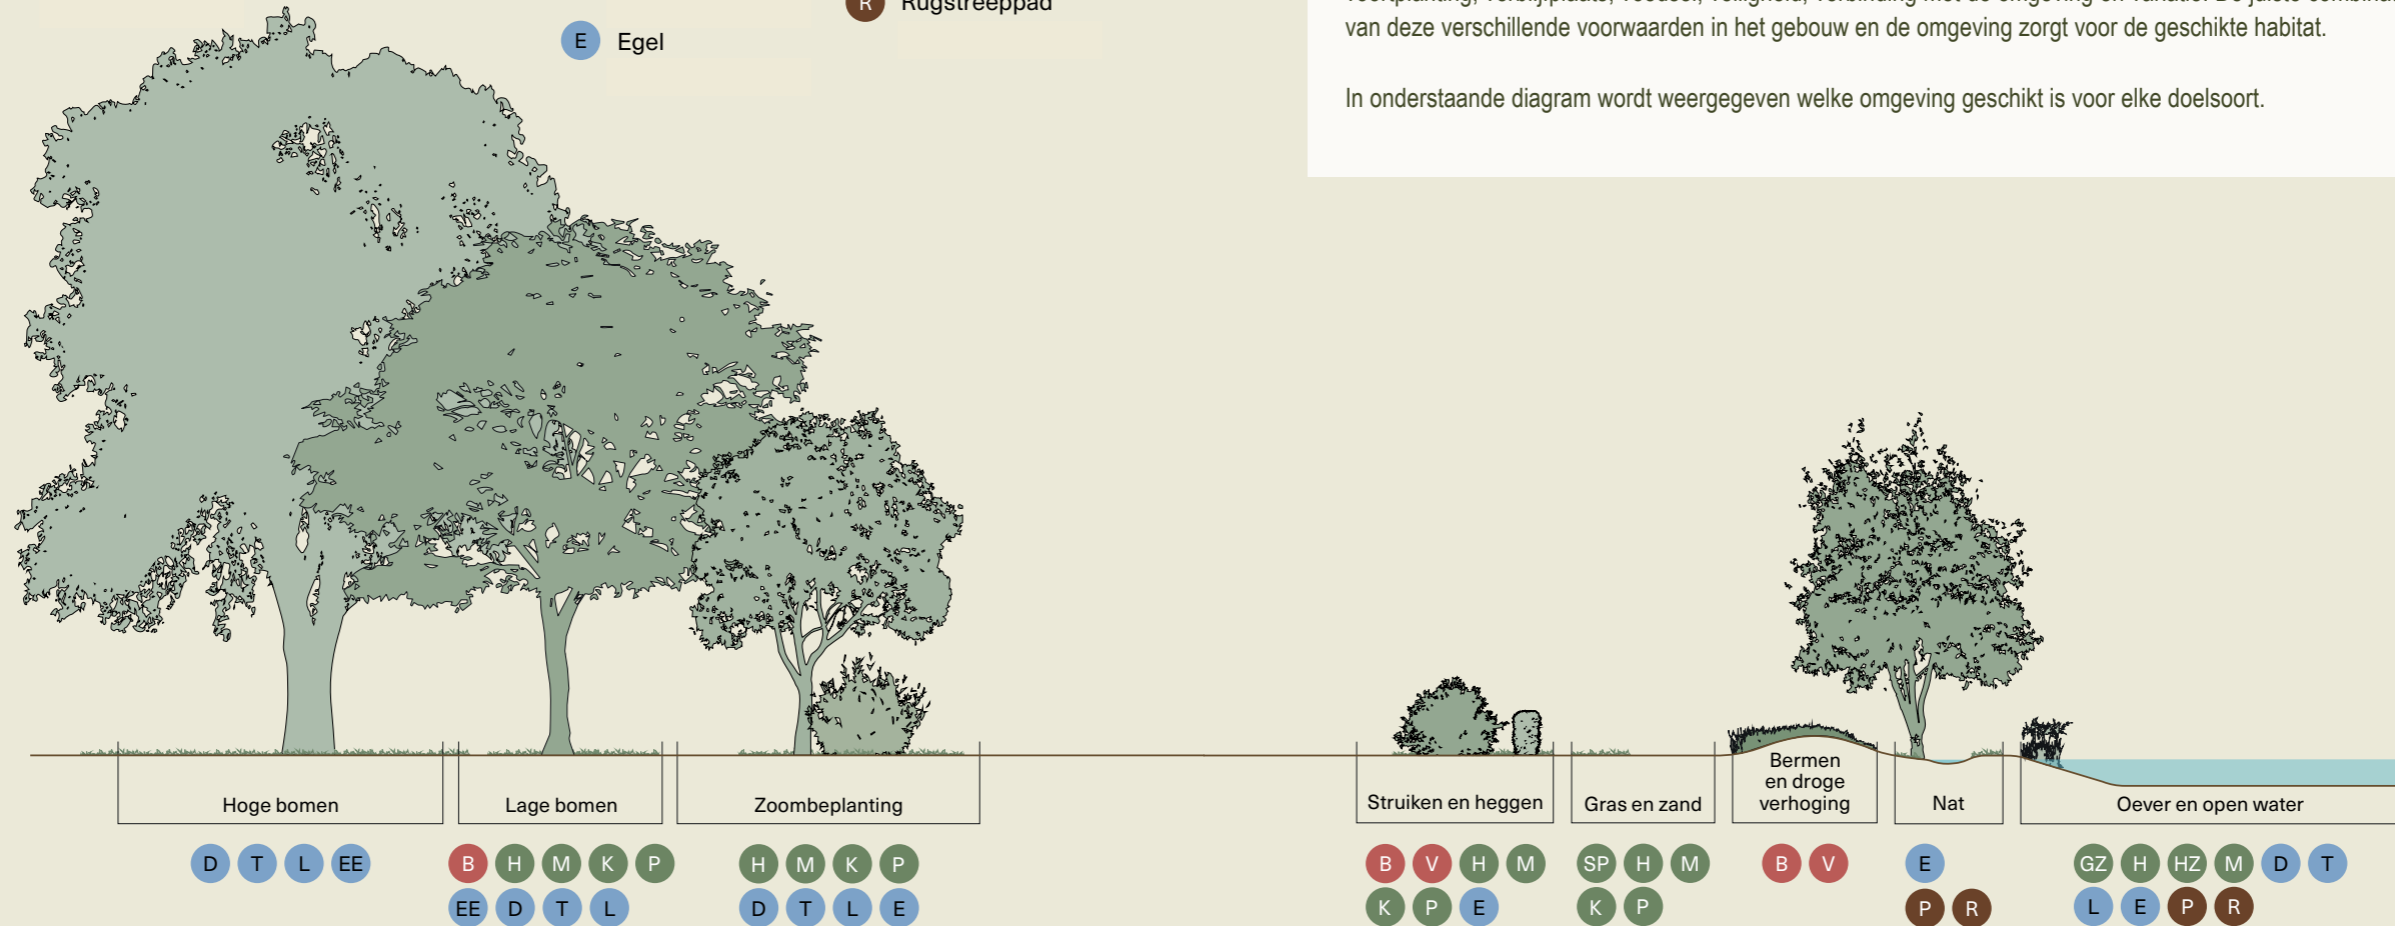 R Rugstreeppad
E Egel
van deze verschillende voorwaarden in het gebouw en de omgeving zorgt voor de geschikte habitat.
In onderstaande diagram wordt weergegeven welke omgeving geschikt is voor elke doelsoort.
Hoge bomen
D T L EE
Lage bomen
B H M K P
EE D T L
Zoombeplanting
H M K P
D T L E
Struiken en heggen
B V H M
K P E
Gras en zand
SP H M
K P
Bermen
en droge
verhoging
B V
Nat
E
P R
Oever en open water
GZ H HZ M D T
L E P R